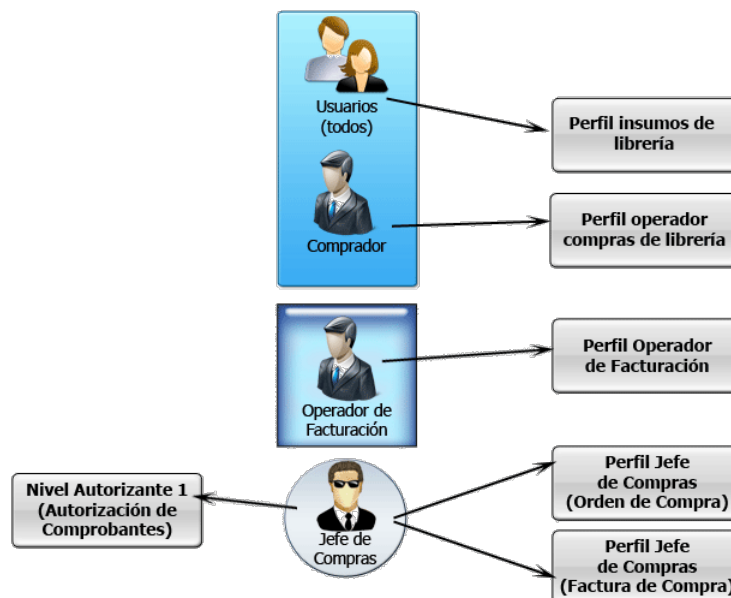 Usuarios
(todos)
Perfil insumos de
librería
Comprador
Perfil operador
compras de librería
Operador de
Facturación
Perfil Operador
de Facturación
Nivel Autorizante 1
(Autorización de
Comprobantes)
Jefe de
Compras
Perfil Jefe
de Compras
(Orden de Compra)
Perfil Jefe
de Compras
(Factura de Compra)